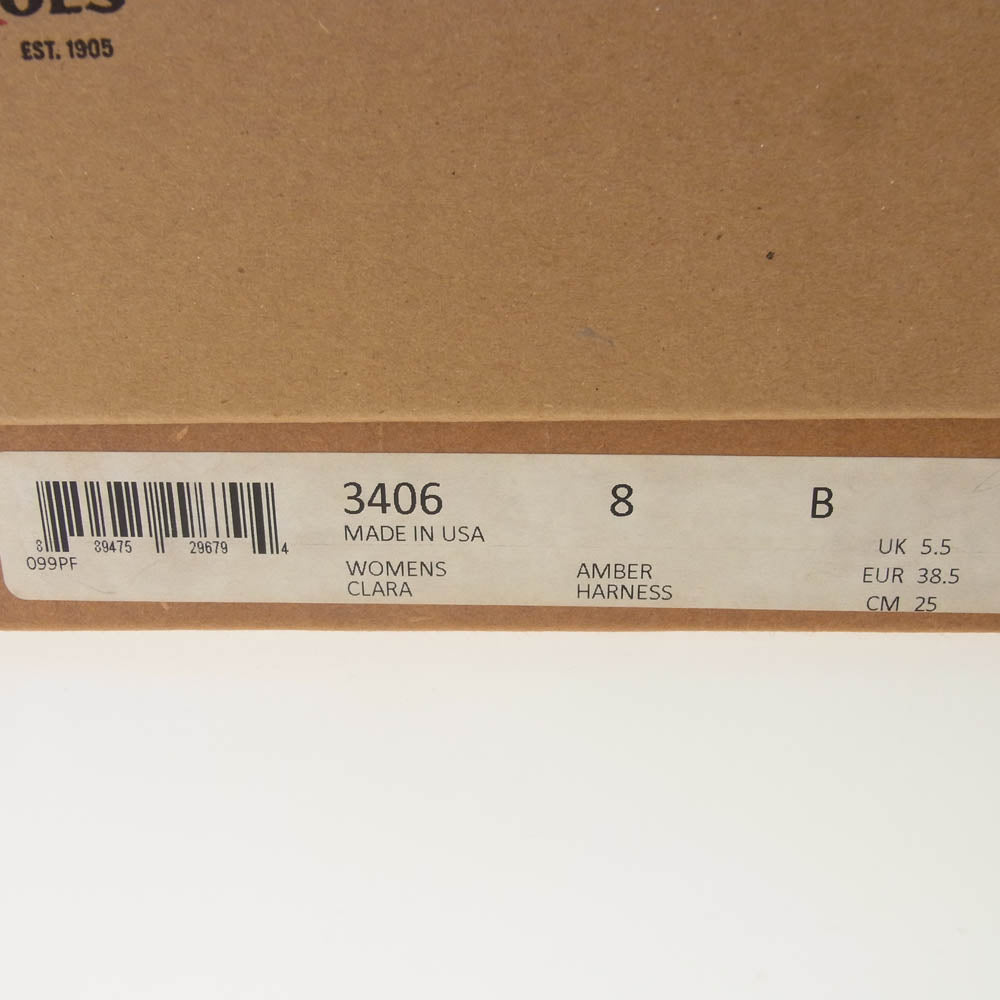 EST. 1905
3406 8 B
MADE IN USA
WOMENS
CLARA
AMBER
HARNESS
UK 5.5
EUR 38.5
CM 25
8 89475 29679 4
099PF